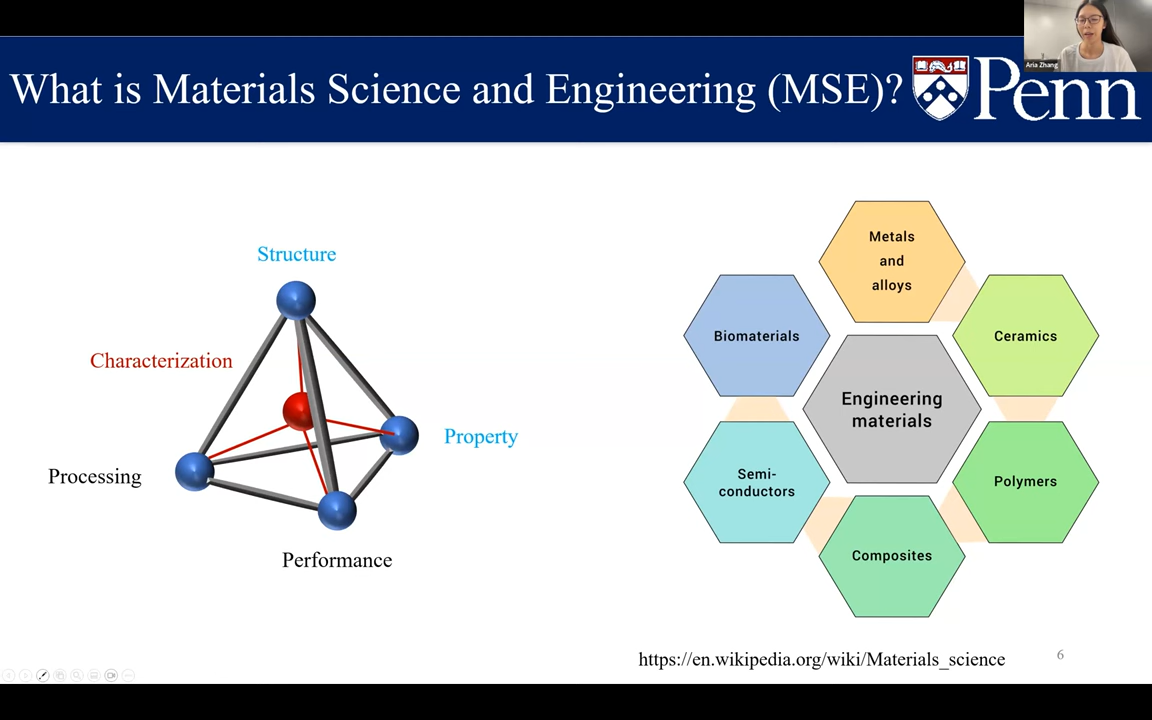 Aria Zhang
What is Materials Science and Engineering (MSE)?
Penn
Structure
Characterization
Processing
Property
Performance
Metals
and
alloys
Biomaterials
Ceramics
Engineering
materials
Semi-
conductors
Polymers
Composites
https://en.wikipedia.org/wiki/Materials_science
6